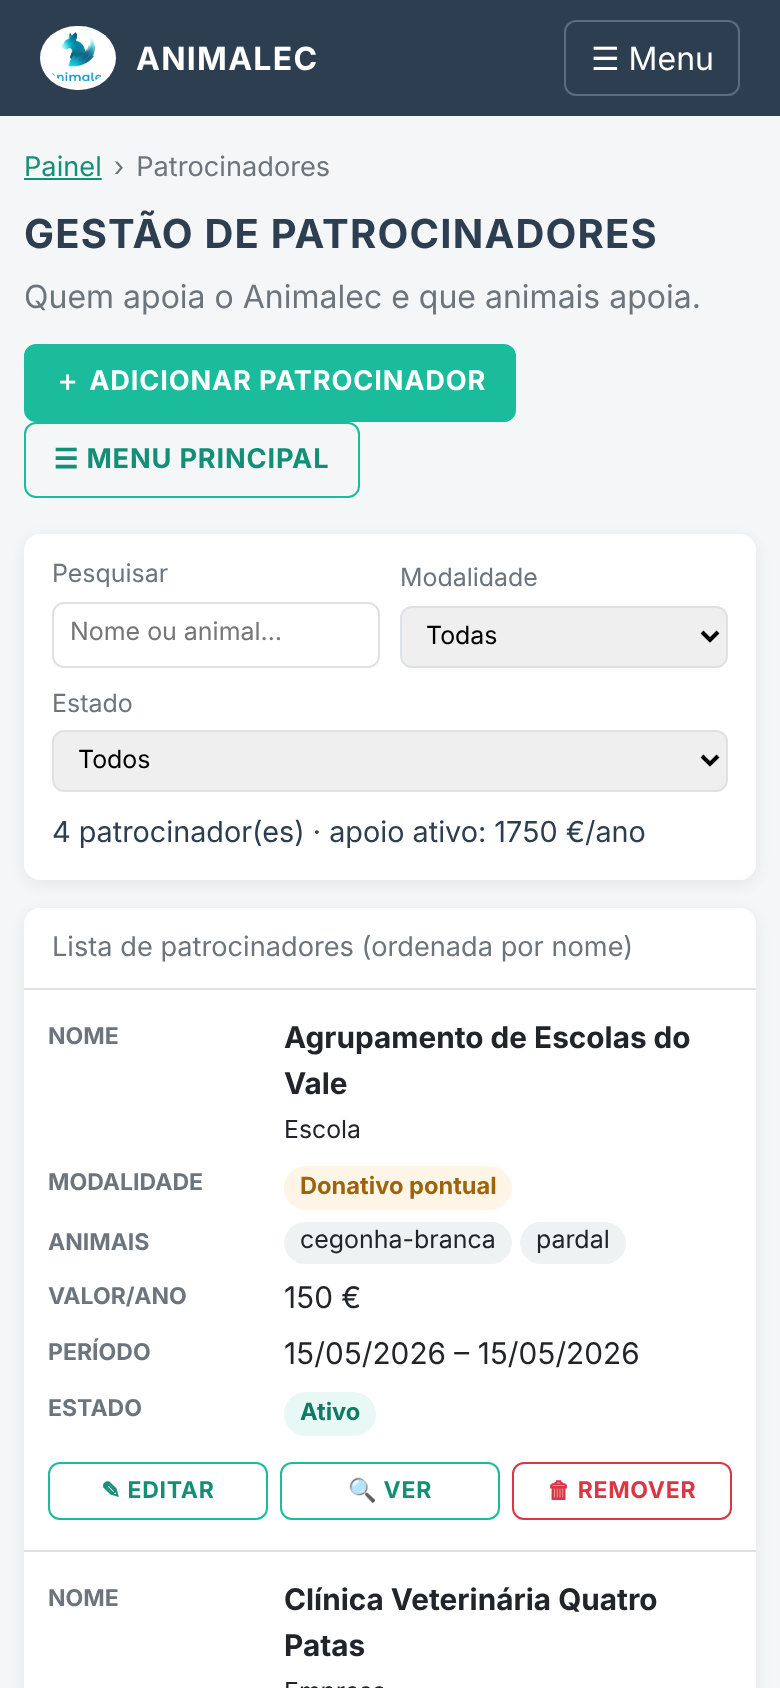 ANIMALEC
☰ Menu
Painel › Patrocinadores
GESTÃO DE PATROCINADORES
Quem apoia o Animalec e que animais apoia.
+ ADICIONAR PATROCINADOR
☰ MENU PRINCIPAL
Pesquisar
Modalidade
Nome ou animal...
Todas
Estado
Todos
4 patrocinador(es) · apoio ativo: 1750 €/ano
Lista de patrocinadores (ordenada por nome)
NOME
Agrupamento de Escolas do
Vale
Escola
MODALIDADE
Donativo pontual
ANIMAIS
cegonha-branca pardal
VALOR/ANO
150 €
PERÍODO
15/05/2026 – 15/05/2026
ESTADO
Ativo
✎ EDITAR
🔍 VER
🗑 REMOVER
NOME
Clínica Veterinária Quatro
Patas
Empresa